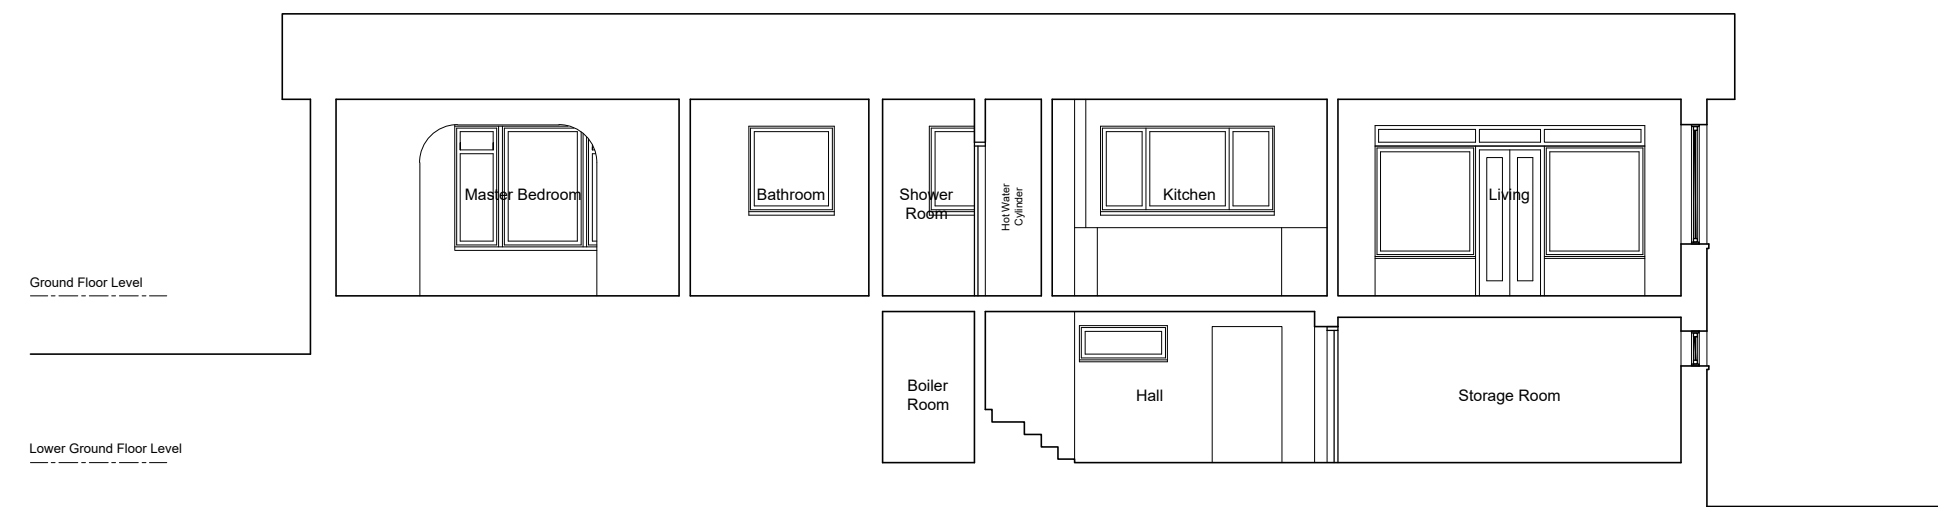 Master Bedroom
Bathroom
Shower
Room
Hot Water
Cylinder
Kitchen
Living
Ground Floor Level
Boiler
Room
Hall
Storage Room
Lower Ground Floor Level